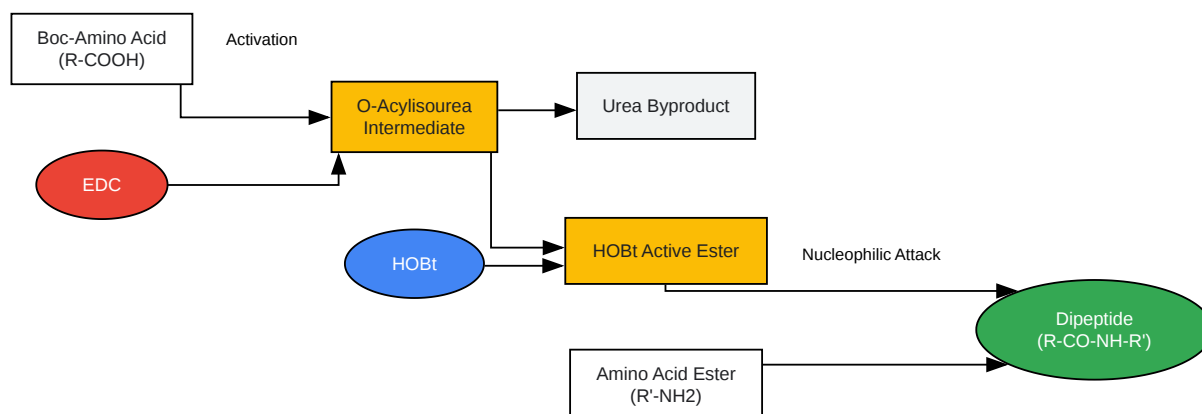 Boc-Amino Acid
(R-COOH)
Activation
O-Acylisourea
Intermediate
Urea Byproduct
EDC
HOBt
HOBt Active Ester
Nucleophilic Attack
Dipeptide
(R-CO-NH-R')
Amino Acid Ester
(R'-NH2)